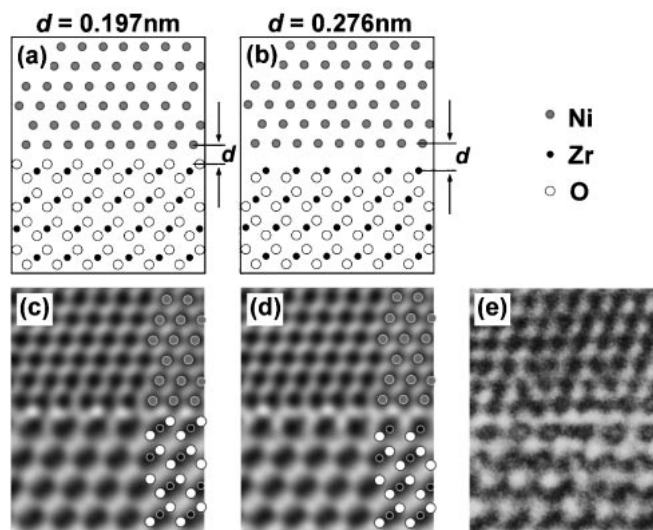 d = 0.197nm
d = 0.276nm
(a)
(b)
d
d
Ni
Zr
O
(c)
(d)
(e)